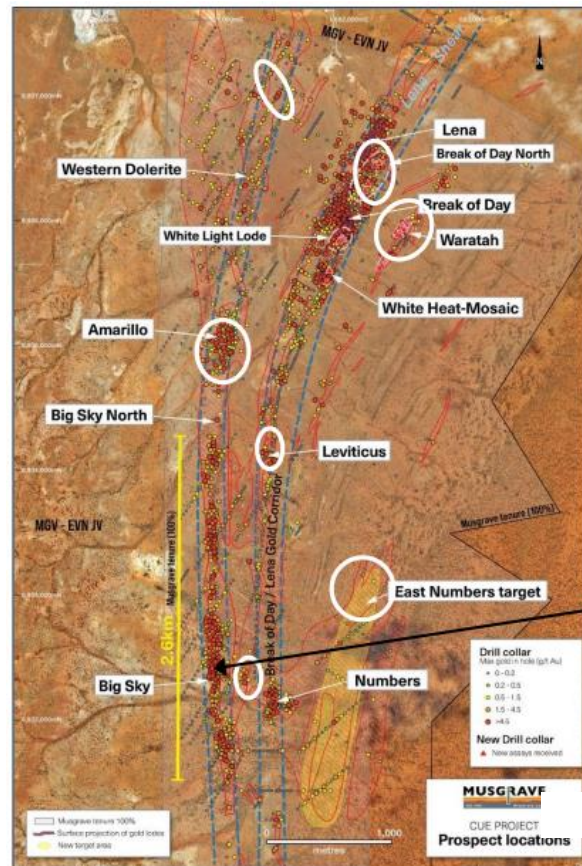 MGV - EVN JV
Lena Shear
N
Lena
Break of Day North
Western Dolerite
Break of Day
White Light Lode
Waratah
White Heat-Mosaic
Amarillo
Big Sky North
Leviticus
MGV - EVN JV
Musgrave tenure (100%)
2.6km
Break of Day / Lena Gold Corridor
Musgrave tenure (100%)
East Numbers target
Big Sky
Numbers
Drill collar
Max gold in hole (g/t Au)
0 - 0.2
0.2 - 0.5
0.5 - 1.5
1.5 - 4.5
>4.5
New Drill collar
New assays received
MUSGRAVE
CUE PROJECT
Prospect locations
Musgrave tenure 100%
Surface projection of gold lodes
New target area
0
1,000
metres